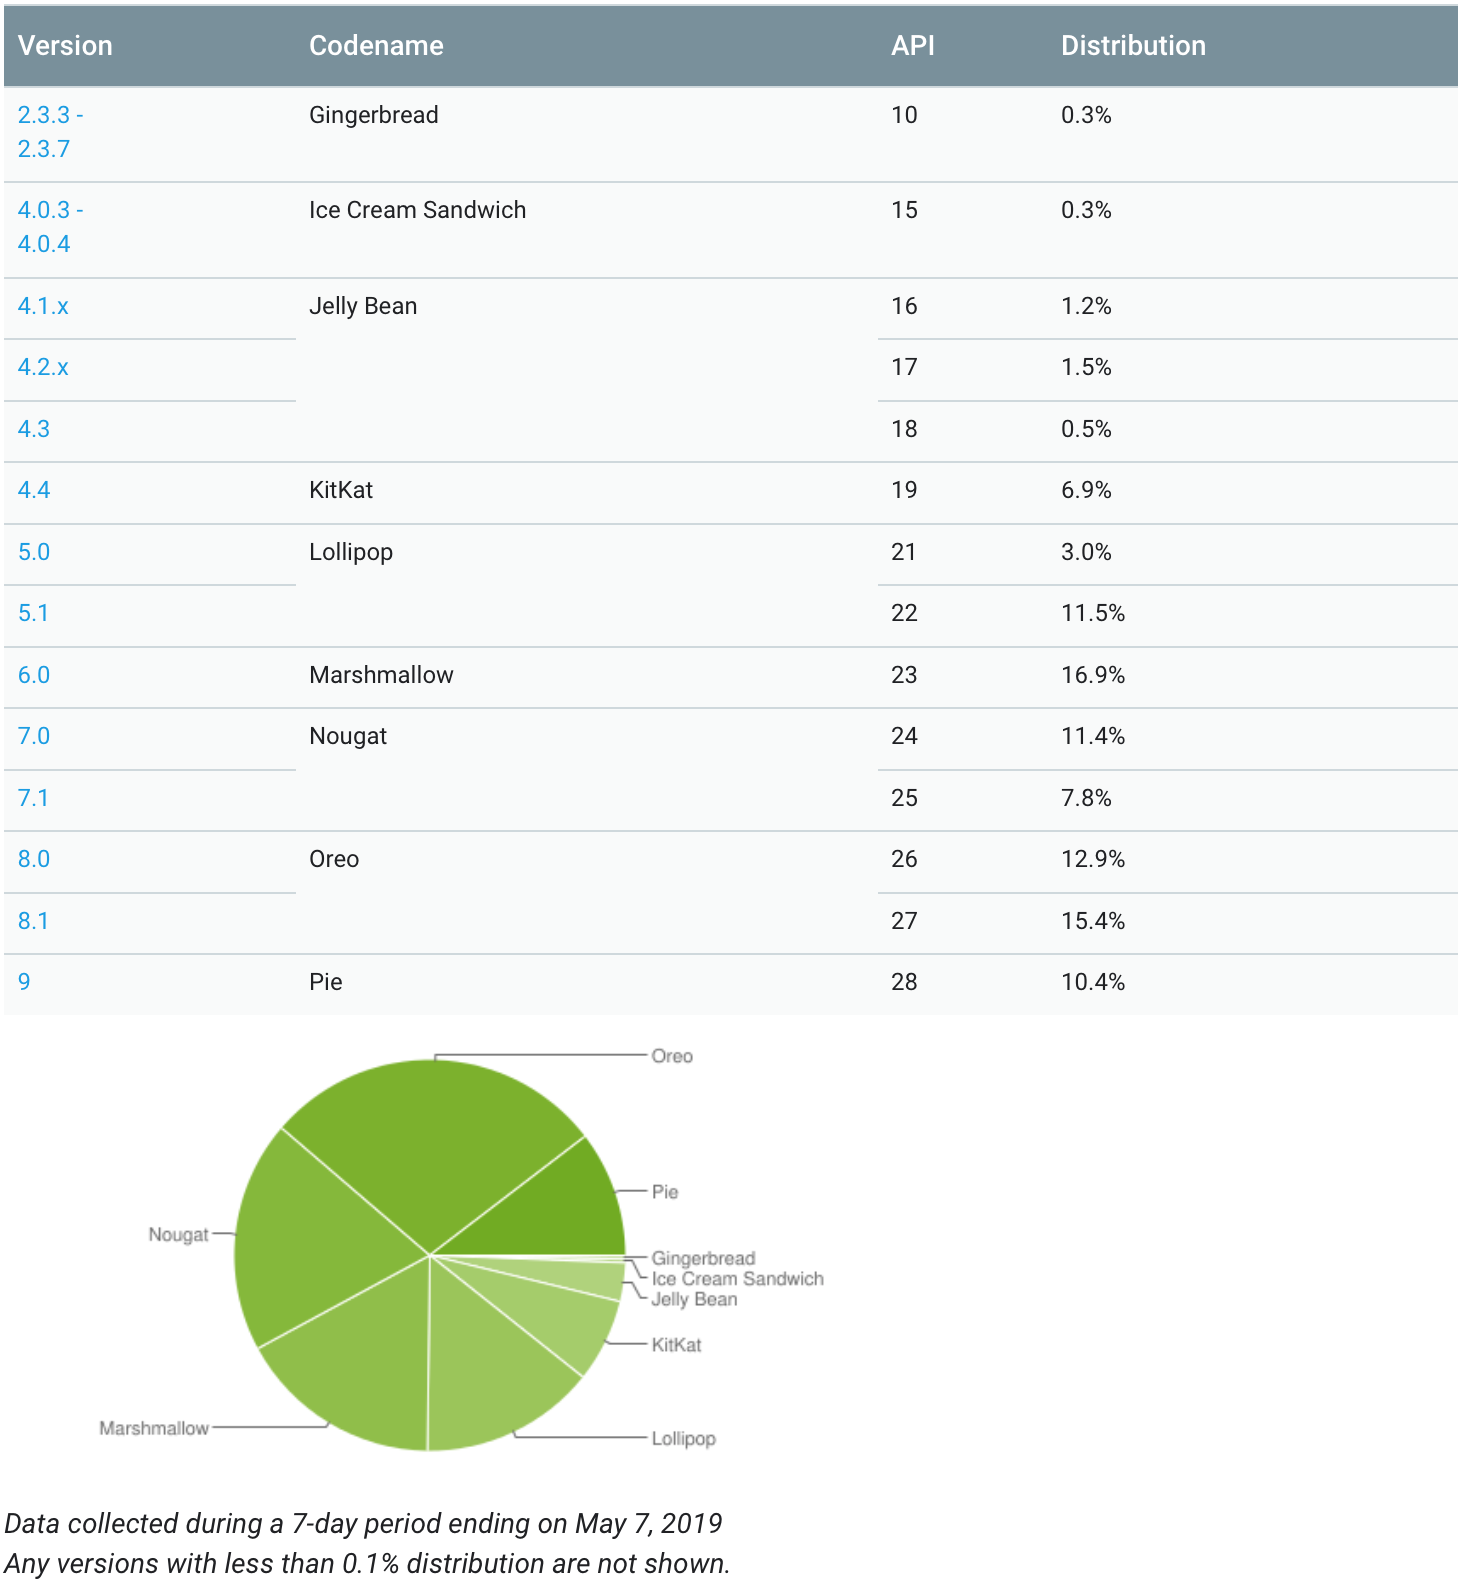 Version Codename API Distribution
2.3.3 - Gingerbread 10 0.3%
2.3.7
4.0.3 - Ice Cream Sandwich 15 0.3%
4.0.4
4.1.x Jelly Bean 16 1.2%
4.2.x 17 1.5%
4.3 18 0.5%
4.4 KitKat 19 6.9%
5.0 Lollipop 21 3.0%
5.1 22 11.5%
6.0 Marshmallow 23 16.9%
7.0 Nougat 24 11.4%
7.1 25 7.8%
8.0 Oreo 26 12.9%
8.1 27 15.4%
9 Pie 28 10.4%
Oreo
Pie
Nougat
Gingerbread
Ice Cream Sandwich
Jelly Bean
KitKat
Marshmallow
Lollipop
Data collected during a 7-day period ending on May 7, 2019
Any versions with less than 0.1% distribution are not shown.